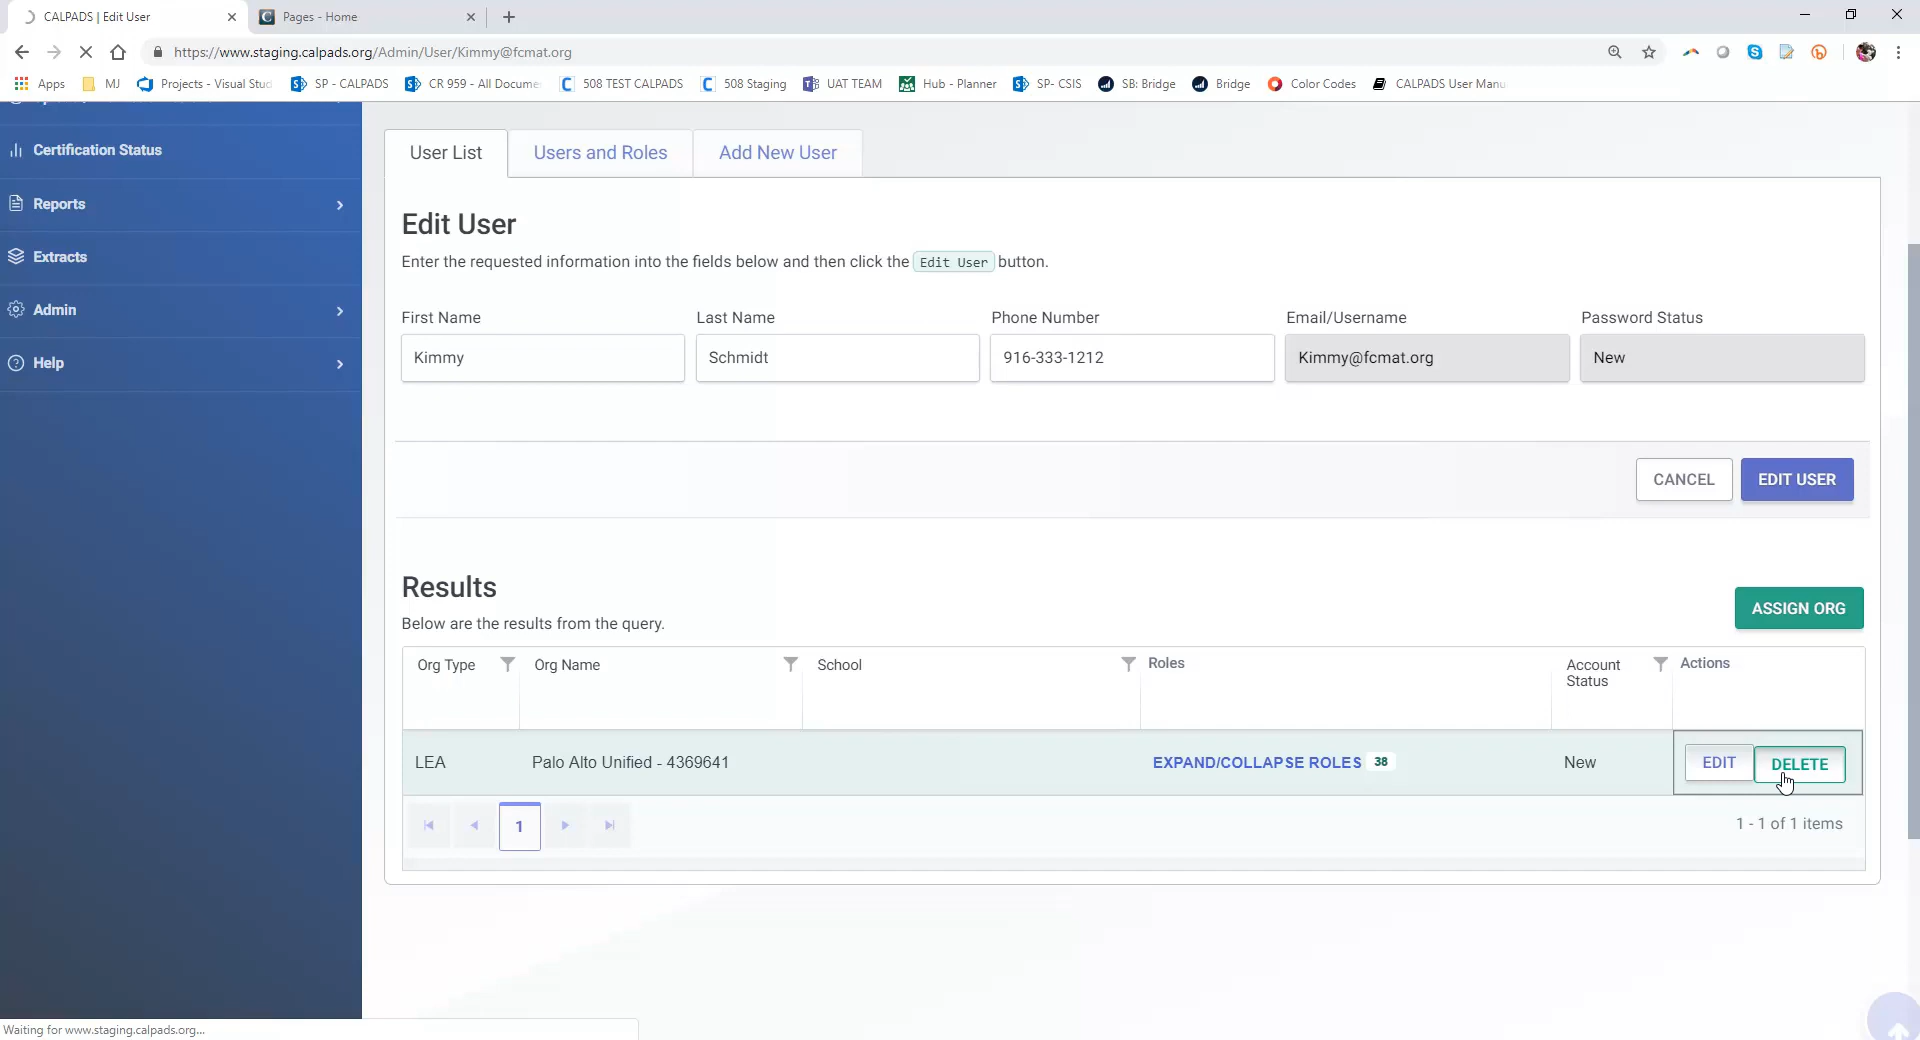 CALPADS | Edit User
Pages - Home
https://www.staging.calpads.org/Admin/User/Kimmy@fcmat.org
Apps
MJ
Projects - Visual Stud
SP - CALPADS
CR 959 - All Docume
508 TEST CALPADS
508 Staging
UAT TEAM
Hub - Planner
SP- CSIS
SB: Bridge
Bridge
Color Codes
CALPADS User Manu
Certification Status
Reports
Extracts
Admin
Help
User List
Users and Roles
Add New User
Edit User
Enter the requested information into the fields below and then click the Edit User button.
First Name
Last Name
Phone Number
Email/Username
Password Status
Kimmy
Schmidt
916-333-1212
Kimmy@fcmat.org
New
CANCEL
EDIT USER
Results
Below are the results from the query.
ASSIGN ORG
Org Type
Org Name
School
Roles
Account
Status
Actions
LEA
Palo Alto Unified - 4369641
EXPAND/COLLAPSE ROLES 38
New
EDIT
DELETE
1
1 - 1 of 1 items
Waiting for www.staging.calpads.org...